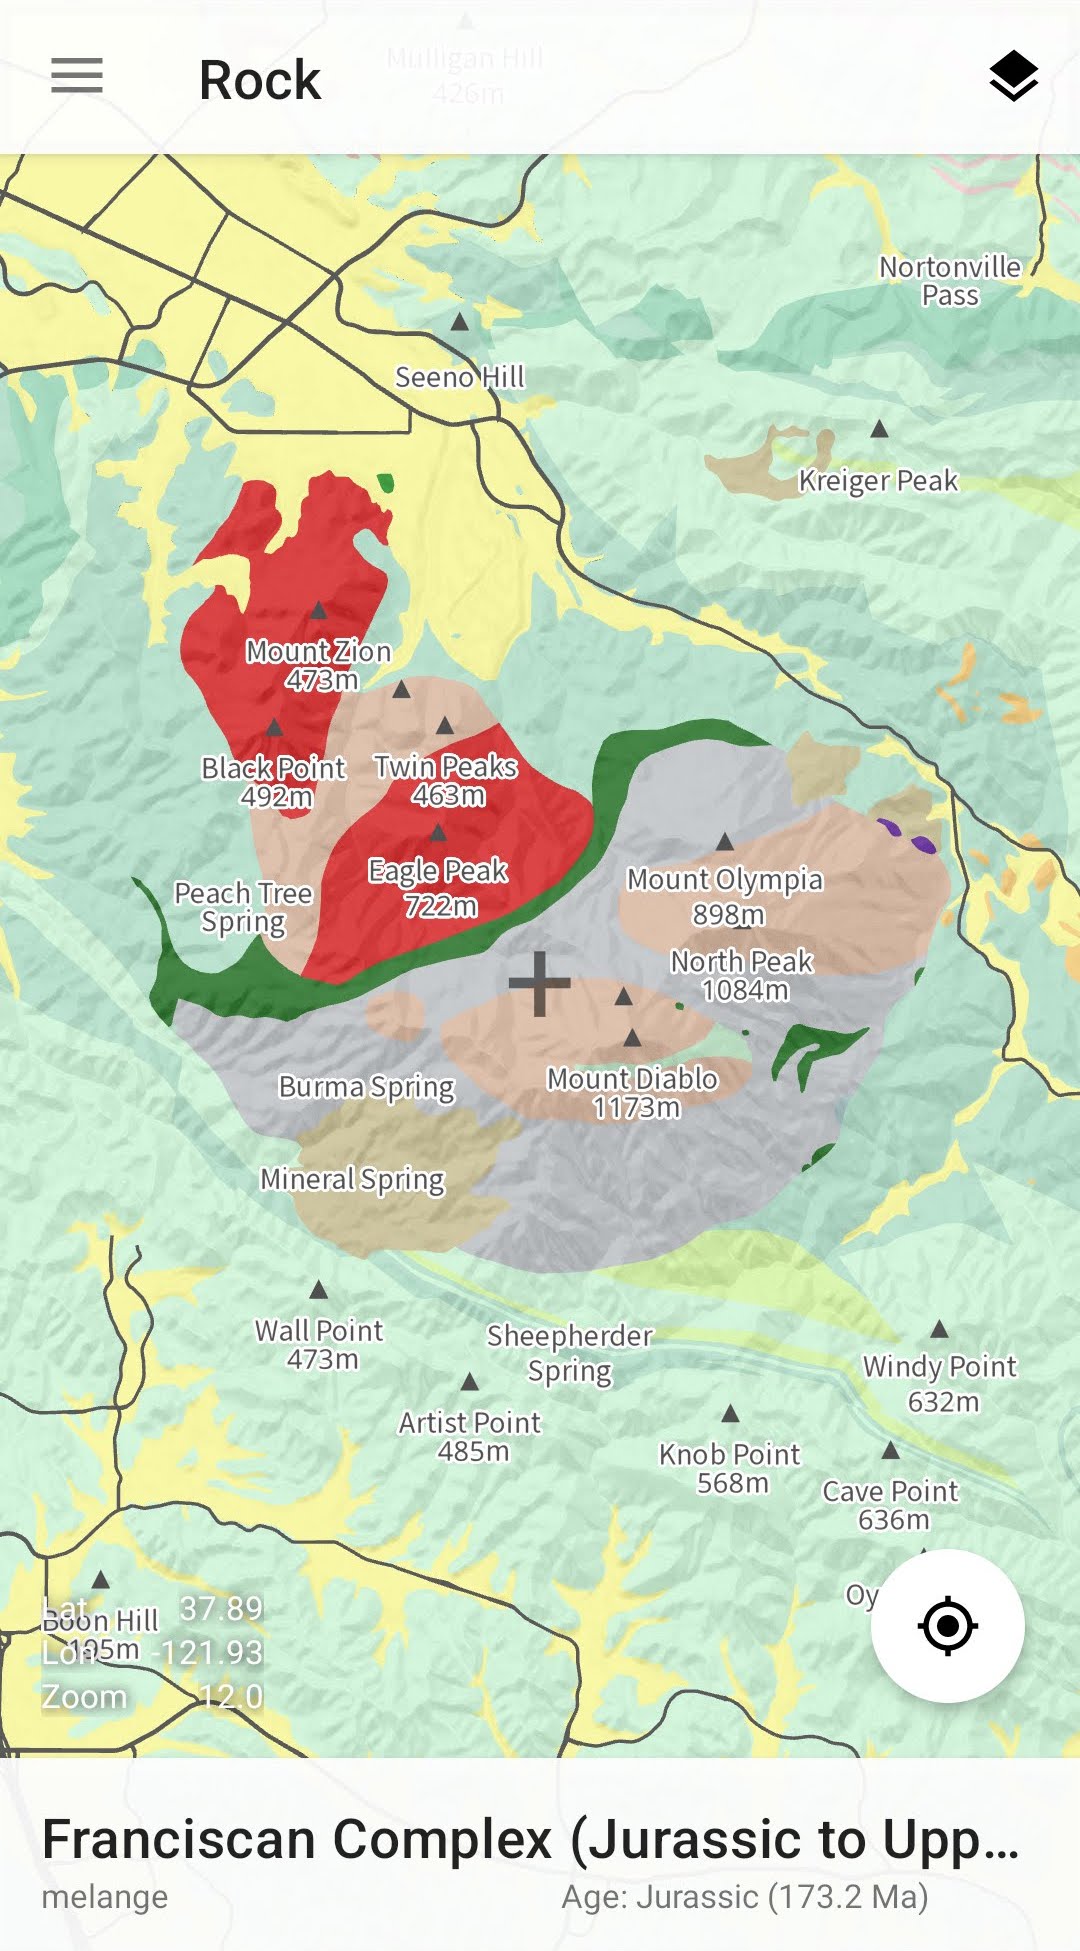 Mulligan Hill
426m
Rock
Nortonville
Pass
Seeno Hill
Kreiger Peak
Mount Zion
473m
Black Point
492m
Twin Peaks
463m
Eagle Peak
722m
Peach Tree
Spring
Mount Olympia
898m
North Peak
1084m
Burma Spring
Mount Diablo
1173m
Mineral Spring
Wall Point
473m
Sheepherder
Spring
Windy Point
632m
Artist Point
485m
Knob Point
568m
Cave Point
636m
Oy
Boon Hill
195m
Lat 37.89
Lon -121.93
Zoom 12.0
Franciscan Complex (Jurassic to Upp...
melange Age: Jurassic (173.2 Ma)